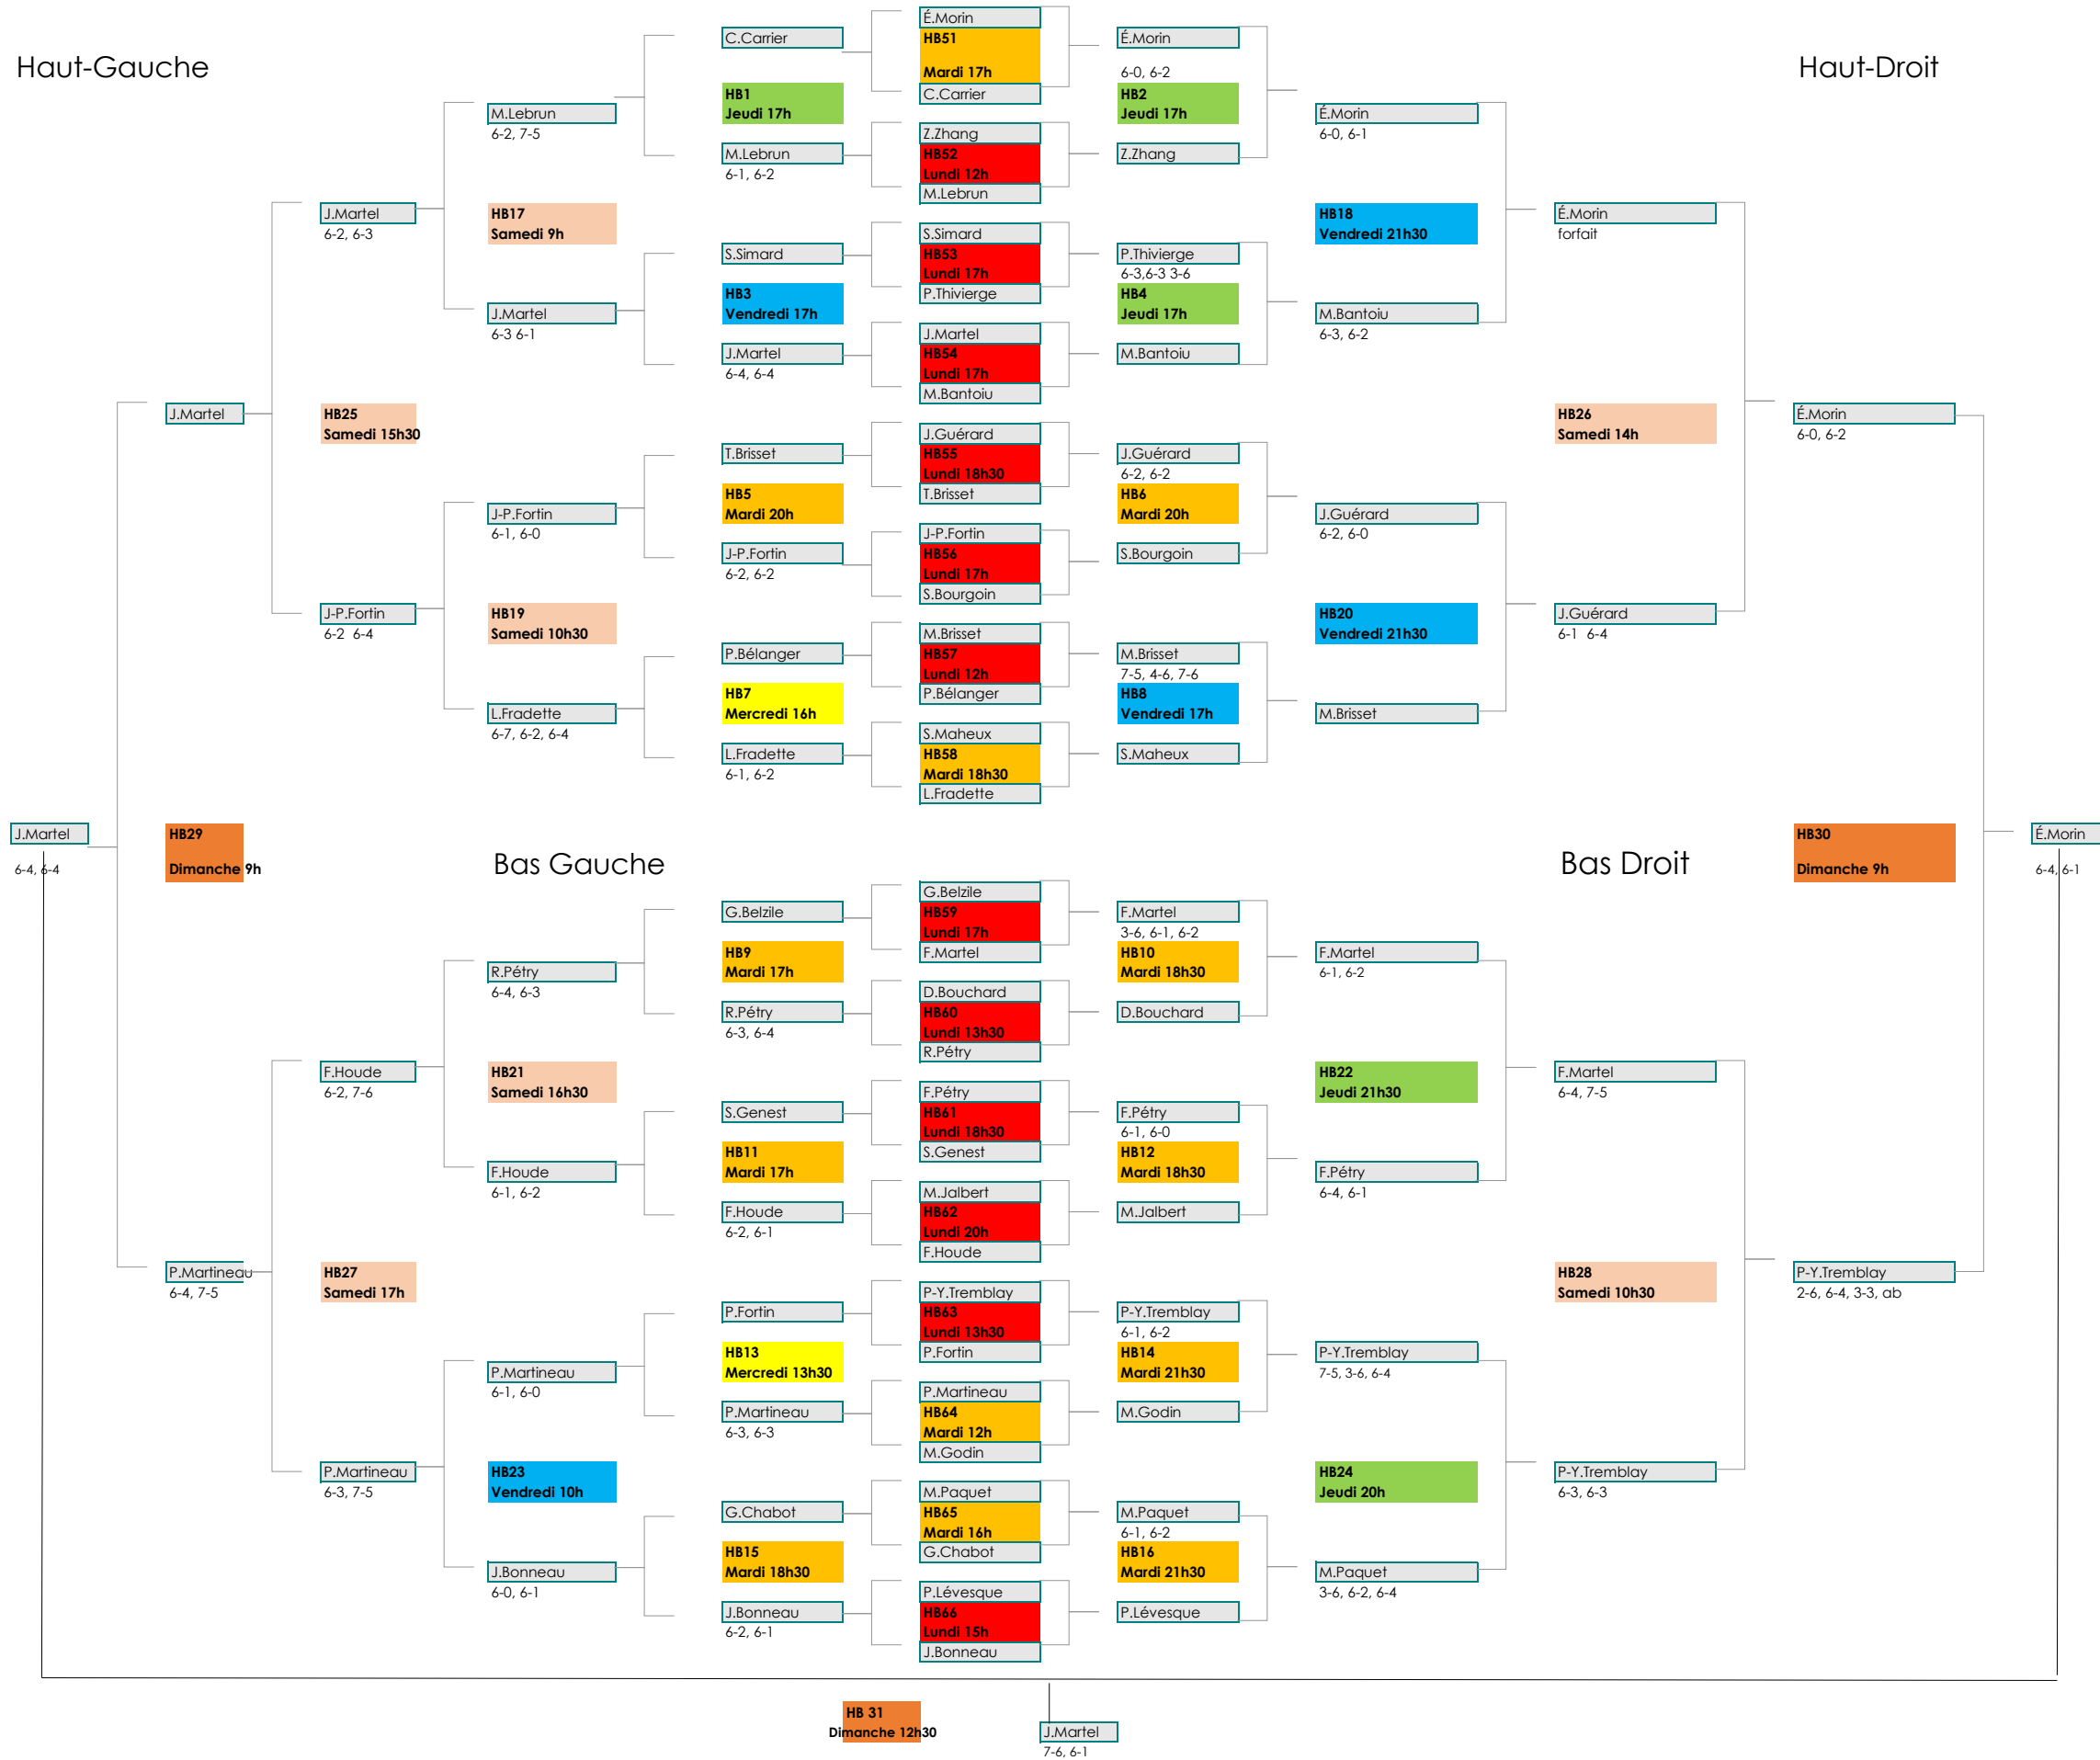 Haut-Gauche
Haut-Droit
J.Martel
6-4, 6-4
J.Martel
HB29
Dimanche 9h
P.Martineau
6-4, 7-5
J.Martel
6-2, 6-3
HB25
Samedi 15h30
J-P.Fortin
6-2  6-4
F.Houde
6-2, 7-6
HB27
Samedi 17h
P.Martineau
6-3, 7-5
M.Lebrun
6-2, 7-5
HB17
Samedi 9h
J.Martel
6-3 6-1
J-P.Fortin
6-1, 6-0
HB19
Samedi 10h30
L.Fradette
6-7, 6-2, 6-4
Bas Gauche
R.Pétry
6-4, 6-3
HB21
Samedi 16h30
F.Houde
6-1, 6-2
P.Martineau
6-1, 6-0
HB23
Vendredi 10h
J.Bonneau
6-0, 6-1
C.Carrier
HB1
Jeudi 17h
M.Lebrun
6-1, 6-2
S.Simard
HB3
Vendredi 17h
J.Martel
6-4, 6-4
T.Brisset
HB5
Mardi 20h
J-P.Fortin
6-2, 6-2
P.Bélanger
HB7
Mercredi 16h
L.Fradette
6-1, 6-2
G.Belzile
HB9
Mardi 17h
R.Pétry
6-3, 6-4
S.Genest
HB11
Mardi 17h
F.Houde
6-2, 6-1
P.Fortin
HB13
Mercredi 13h30
P.Martineau
6-3, 6-3
G.Chabot
HB15
Mardi 18h30
J.Bonneau
6-2, 6-1
É.Morin
HB51
Mardi 17h
C.Carrier
Z.Zhang
HB52
Lundi 12h
M.Lebrun
S.Simard
HB53
Lundi 17h
P.Thivierge
J.Martel
HB54
Lundi 17h
M.Bantoiu
J.Guérard
HB55
Lundi 18h30
T.Brisset
J-P.Fortin
HB56
Lundi 17h
S.Bourgoin
M.Brisset
HB57
Lundi 12h
P.Bélanger
S.Maheux
HB58
Mardi 18h30
L.Fradette
G.Belzile
HB59
Lundi 17h
F.Martel
D.Bouchard
HB60
Lundi 13h30
R.Pétry
F.Pétry
HB61
Lundi 18h30
S.Genest
M.Jalbert
HB62
Lundi 20h
F.Houde
P-Y.Tremblay
HB63
Lundi 13h30
P.Fortin
P.Martineau
HB64
Mardi 12h
M.Godin
M.Paquet
HB65
Mardi 16h
G.Chabot
P.Lévesque
HB66
Lundi 15h
J.Bonneau
É.Morin
6-0, 6-2
HB2
Jeudi 17h
Z.Zhang
P.Thivierge
6-3,6-3 3-6
HB4
Jeudi 17h
M.Bantoiu
J.Guérard
6-2, 6-2
HB6
Mardi 20h
S.Bourgoin
M.Brisset
7-5, 4-6, 7-6
HB8
Vendredi 17h
S.Maheux
F.Martel
3-6, 6-1, 6-2
HB10
Mardi 18h30
D.Bouchard
F.Pétry
6-1, 6-0
HB12
Mardi 18h30
M.Jalbert
P-Y.Tremblay
6-1, 6-2
HB14
Mardi 21h30
M.Godin
M.Paquet
6-1, 6-2
HB16
Mardi 21h30
P.Lévesque
É.Morin
6-0, 6-1
HB18
Vendredi 21h30
M.Bantoiu
6-3, 6-2
J.Guérard
6-2, 6-0
HB20
Vendredi 21h30
M.Brisset
F.Martel
6-1, 6-2
HB22
Jeudi 21h30
F.Pétry
6-4, 6-1
P-Y.Tremblay
7-5, 3-6, 6-4
HB24
Jeudi 20h
M.Paquet
3-6, 6-2, 6-4
É.Morin
forfait
HB26
Samedi 14h
J.Guérard
6-1  6-4
Bas Droit
F.Martel
6-4, 7-5
HB28
Samedi 10h30
P-Y.Tremblay
6-3, 6-3
É.Morin
6-0, 6-2
HB30
Dimanche 9h
P-Y.Tremblay
2-6, 6-4, 3-3, ab
É.Morin
6-4, 6-1
HB 31
Dimanche 12h30
J.Martel
7-6, 6-1